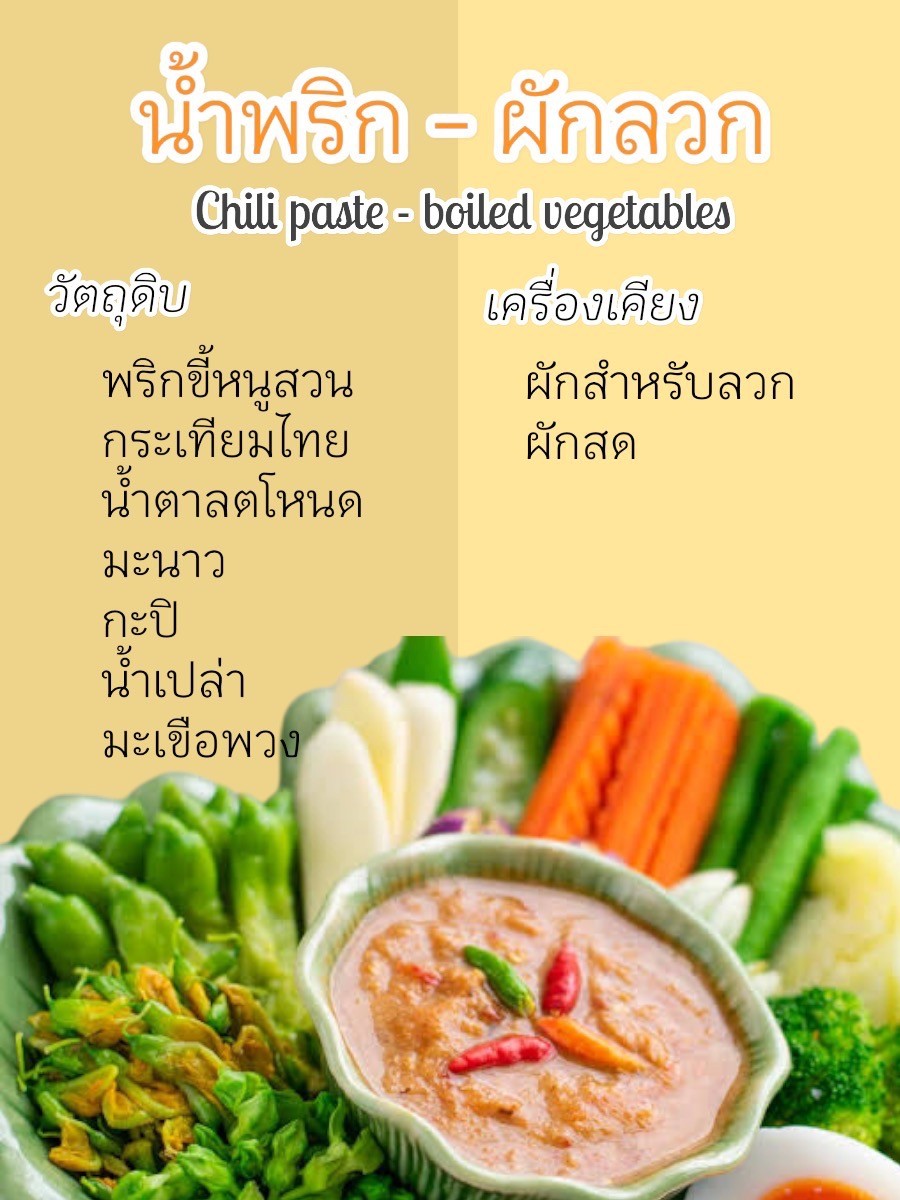 น้ำพริก - ผักลวก
Chili paste - boiled vegetables
วัตถุดิบ
พริกขี้หนูสวน
กระเทียมไทย
น้ำตาลตโหนด
มะนาว
กะปิ
น้ำเปล่า
มะเขือพวง
เครื่องเคียง
ผักสำหรับลวก
ผักสด